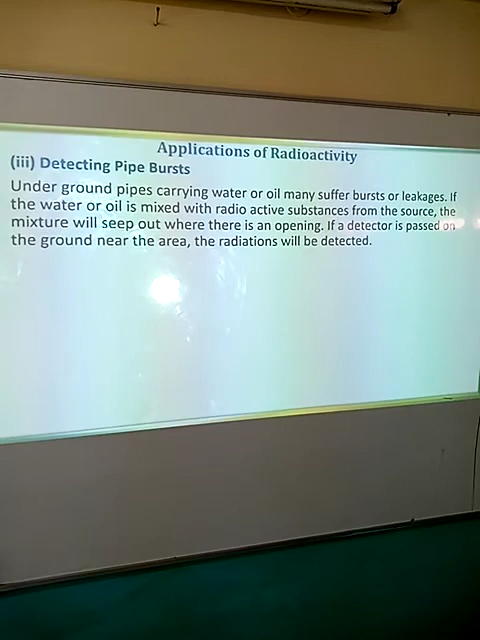 Applications of Radioactivity
(iii) Detecting Pipe Bursts
Under ground pipes carrying water or oil many suffer bursts or leakages. If
the water or oil is mixed with radio active substances from the source, the
mixture will seep out where there is an opening. If a detector is passed on
the ground near the area, the radiations will be detected.